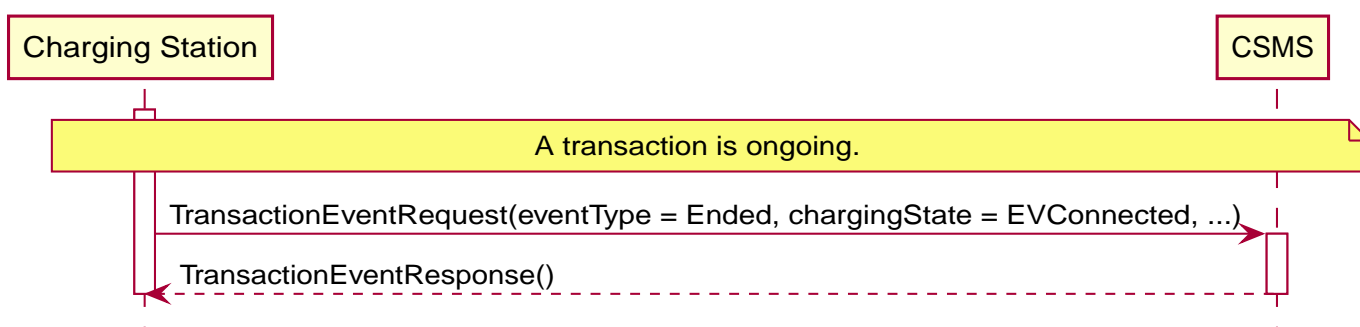 Charging Station
CSMS
A transaction is ongoing.
TransactionEventRequest(eventType = Ended, chargingState = EVConnected, ...)
TransactionEventResponse()